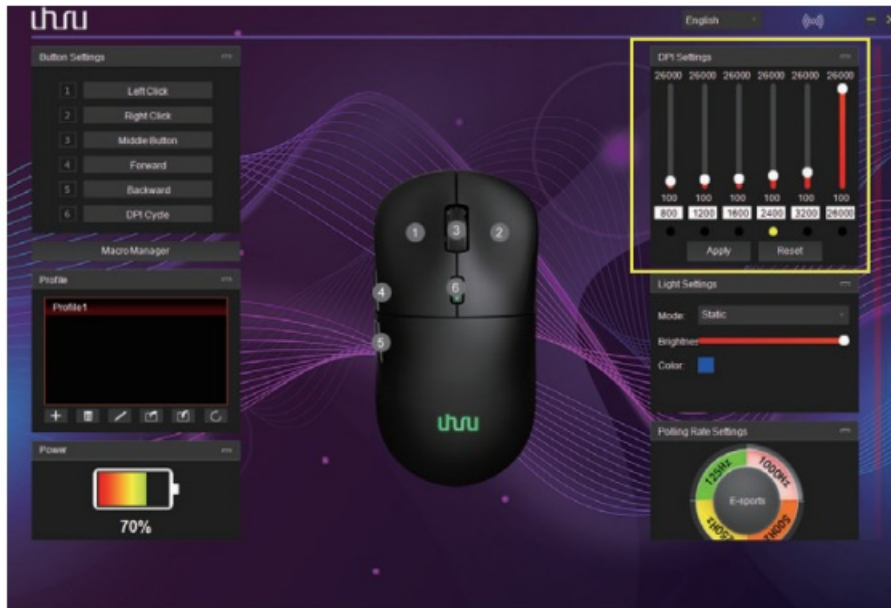 uhuru
English
Button Settings
1 Left Click
2 Right Click
3 Middle Button
4 Forward
5 Backward
6 DPI Cycle
Macro Manager
Profile
Profile1
Power
70%
1
2
3
4
5
6
uhuru
DPI Settings
26000 26000 26000 26000 26000 26000
100 100 100 100 100 100
800 1200 1600 2400 3200 26000
Apply Reset
Light Settings
Mode: Static
Brightnes
Color:
Polling Rate Settings
125Hz 1000Hz
E-sports
250Hz 500Hz